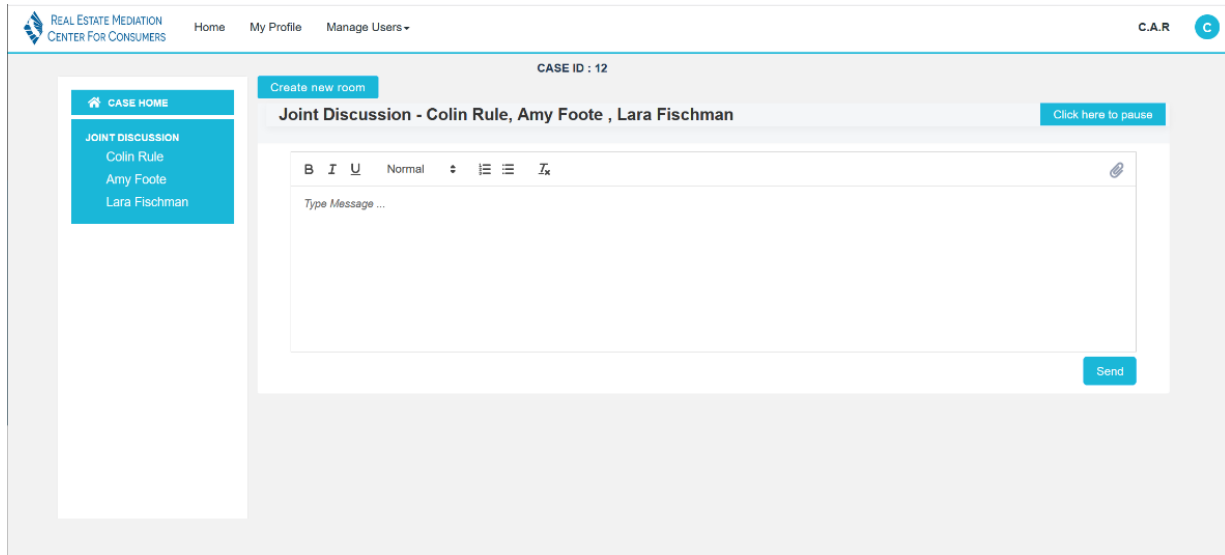 REAL ESTATE MEDIATION
CENTER FOR CONSUMERS
Home My Profile Manage Users
C.A.R C
CASE ID : 12
Create new room
CASE HOME
Joint Discussion - Colin Rule, Amy Foote , Lara Fischman
Click here to pause
JOINT DISCUSSION
Colin Rule
Amy Foote
Lara Fischman
B I U Normal Tx
Type Message ...
Send